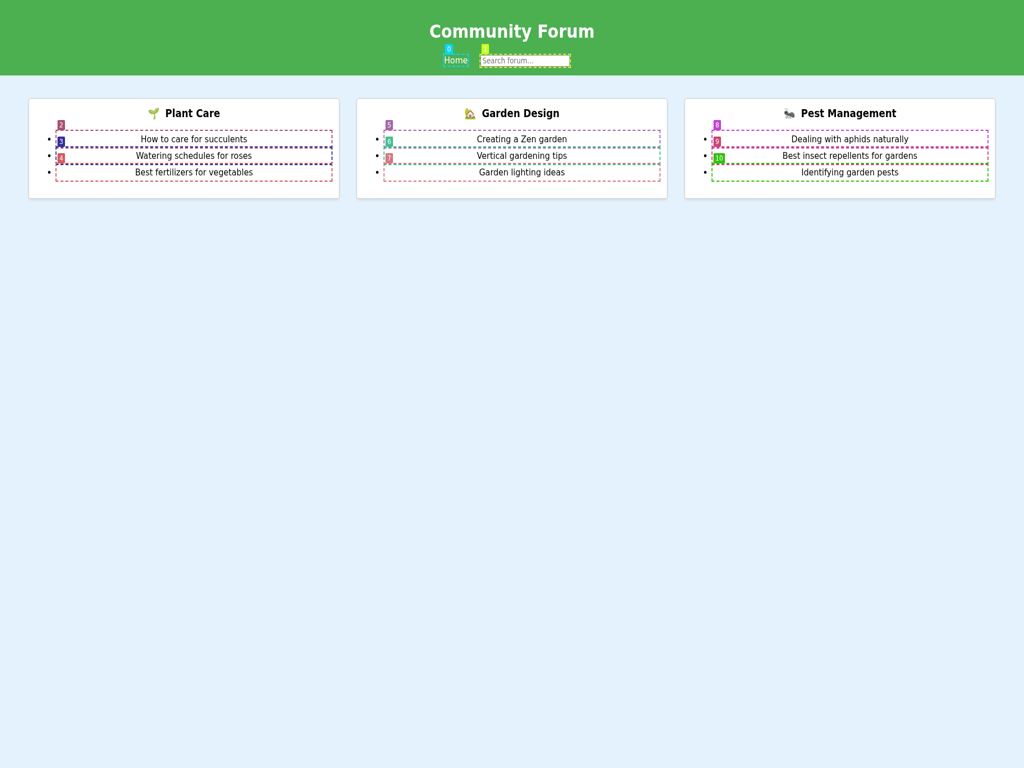 Community Forum
0
1
Home
Search forum...
🌱 Plant Care
2
How to care for succulents
3
Watering schedules for roses
4
Best fertilizers for vegetables
🏡 Garden Design
5
Creating a Zen garden
6
Vertical gardening tips
7
Garden lighting ideas
🐜 Pest Management
8
Dealing with aphids naturally
9
Best insect repellents for gardens
10
Identifying garden pests